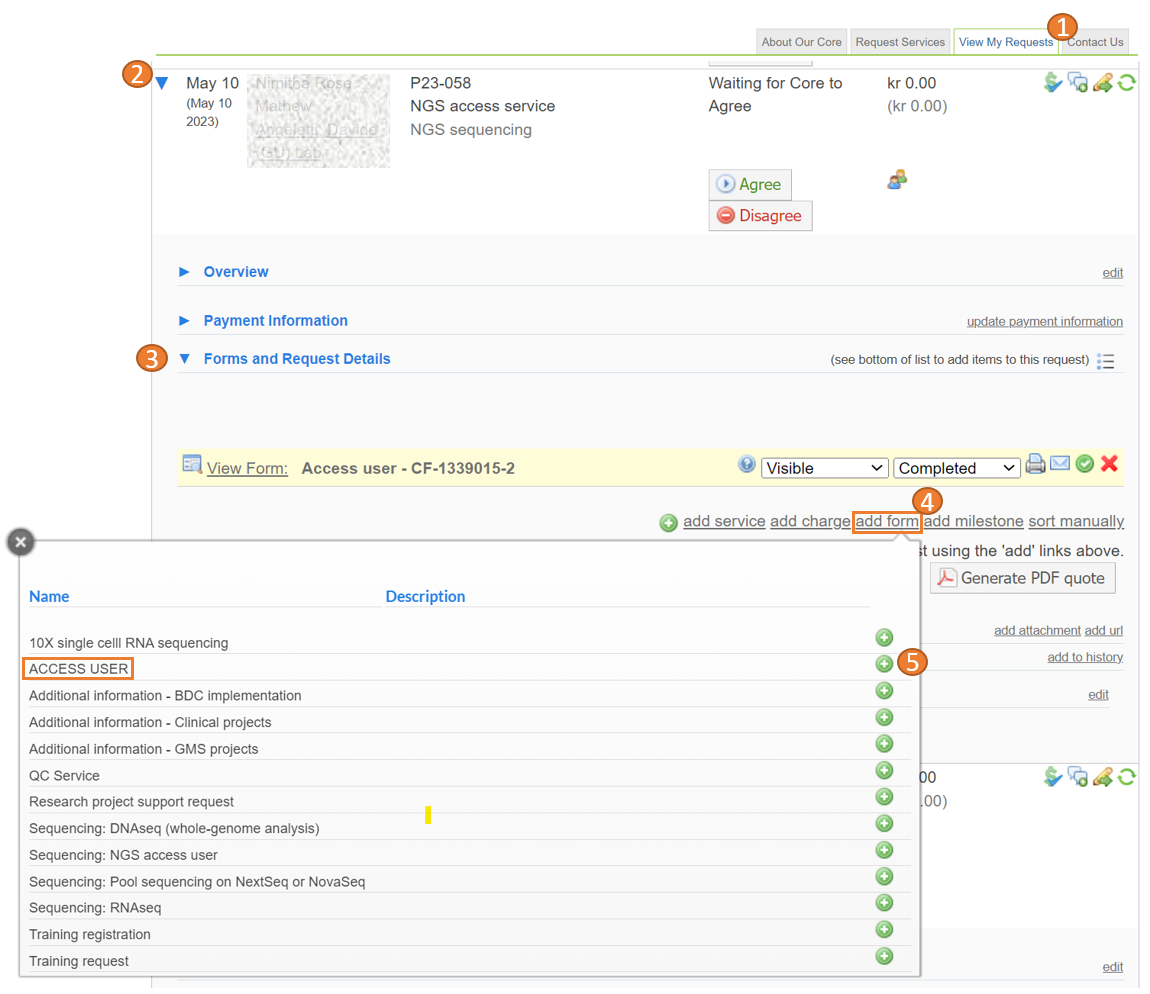 1
About Our Core Request Services View My Requests Contact Us
2
May 10
(May 10
2023)
Nimitha Rose
Mathew
Angeletti, Davide
(GU) Lab
P23-058
NGS access service
NGS sequencing
Waiting for Core to
Agree
kr 0.00
(kr 0.00)
Agree
Disagree
Overview edit
Payment Information update payment information
3
Forms and Request Details (see bottom of list to add items to this request)
View Form: Access user - CF-1339015-2 Visible Completed
4
add service add charge add form add milestone sort manually
st using the 'add' links above.
Generate PDF quote
Name Description
add attachment add url
10X single celll RNA sequencing
add to history
ACCESS USER 5
Additional information - BDC implementation edit
Additional information - Clinical projects
Additional information - GMS projects
QC Service 00
Research project support request .00)
Sequencing: DNAseq (whole-genome analysis)
Sequencing: NGS access user
Sequencing: Pool sequencing on NextSeq or NovaSeq
Sequencing: RNAseq
Training registration
Training request
edit